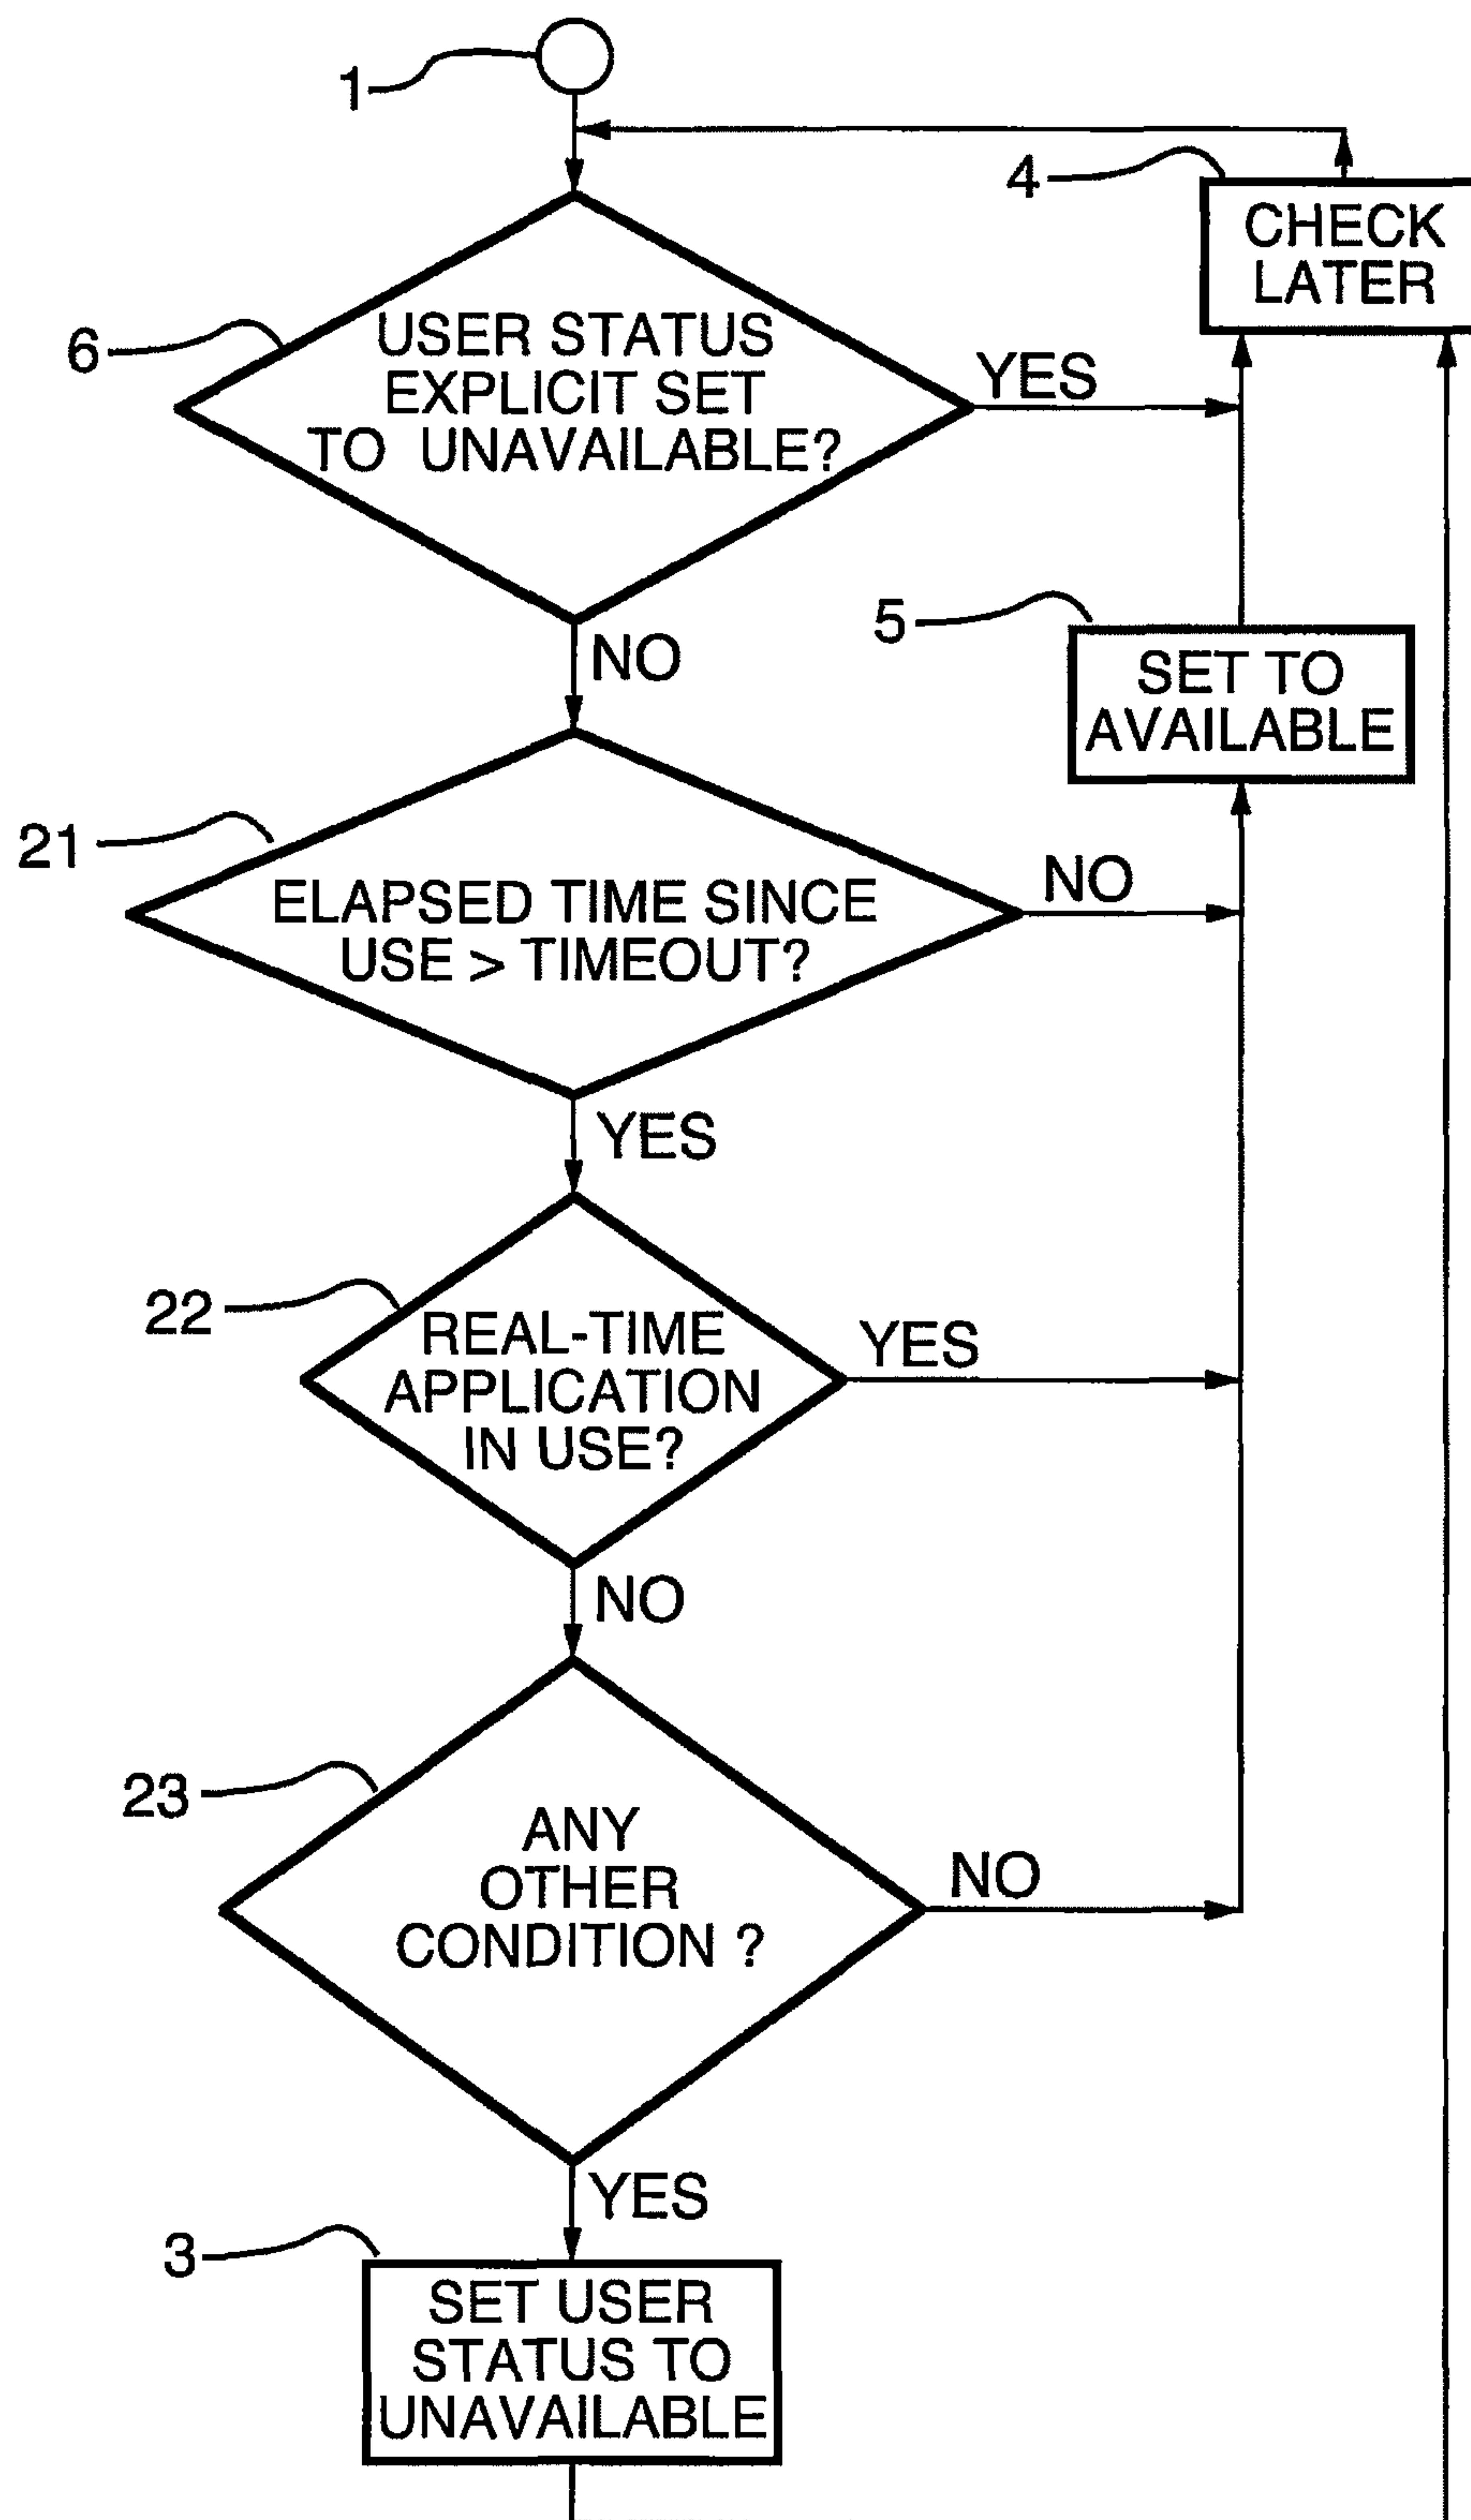 1
4
CHECK
LATER
6
USER STATUS
EXPLICIT SET
TO UNAVAILABLE?
YES
NO
5
SET TO
AVAILABLE
21
ELAPSED TIME SINCE
USE > TIMEOUT?
NO
YES
22
REAL-TIME
APPLICATION
IN USE?
YES
NO
23
ANY
OTHER
CONDITION ?
NO
YES
3
SET USER
STATUS TO
UNAVAILABLE